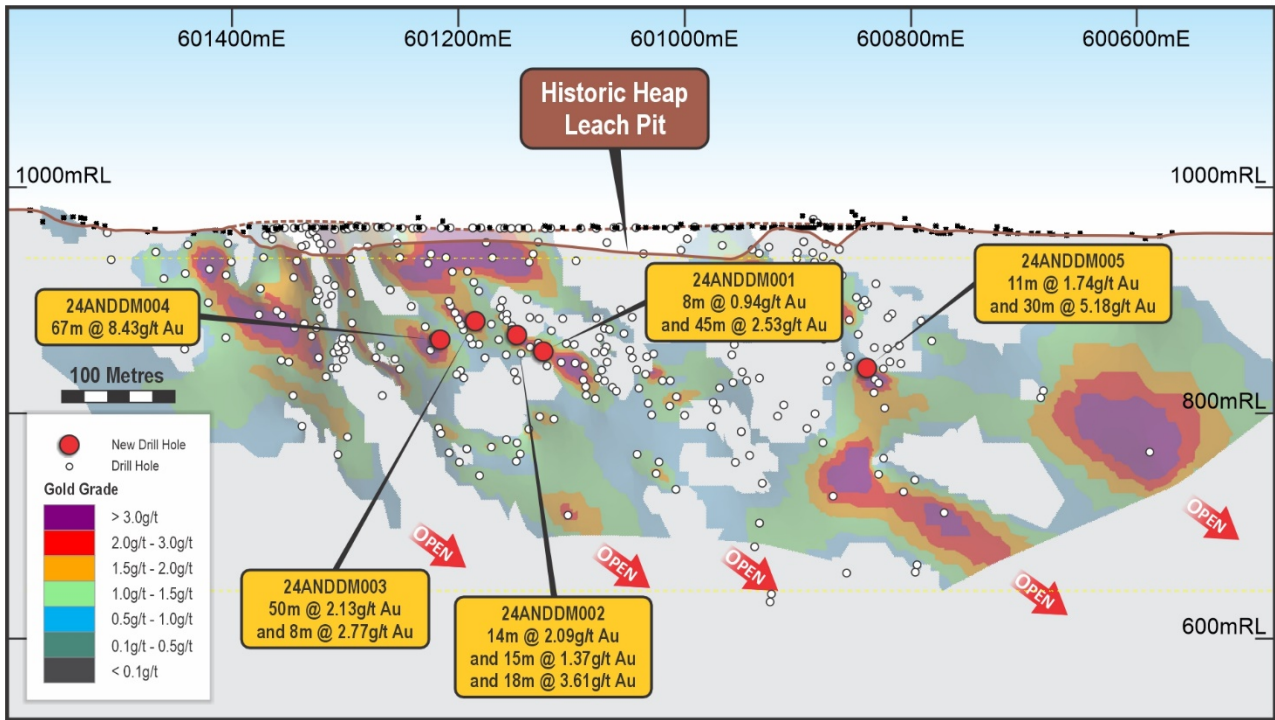 601400mE
601200mE
601000mE
600800mE
600600mE
Historic Heap
Leach Pit
1000mRL
1000mRL
24ANDDM004
67m @ 8.43g/t Au
24ANDDM001
8m @ 0.94g/t Au
and 45m @ 2.53g/t Au
24ANDDM005
11m @ 1.74g/t Au
and 30m @ 5.18g/t Au
100 Metres
800mRL
New Drill Hole
Drill Hole
Gold Grade
> 3.0g/t
2.0g/t - 3.0g/t
1.5g/t - 2.0g/t
1.0g/t - 1.5g/t
0.5g/t - 1.0g/t
0.1g/t - 0.5g/t
< 0.1g/t
OPEN
OPEN
OPEN
OPEN
OPEN
24ANDDM003
50m @ 2.13g/t Au
and 8m @ 2.77g/t Au
24ANDDM002
14m @ 2.09g/t Au
and 15m @ 1.37g/t Au
and 18m @ 3.61g/t Au
600mRL